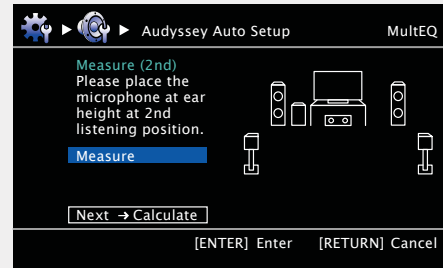 Audyssey Auto Setup MultEQ
Measure (2nd)
Please place the
microphone at ear
height at 2nd
listening position.
Measure
Next → Calculate
[ENTER] Enter [RETURN] Cancel